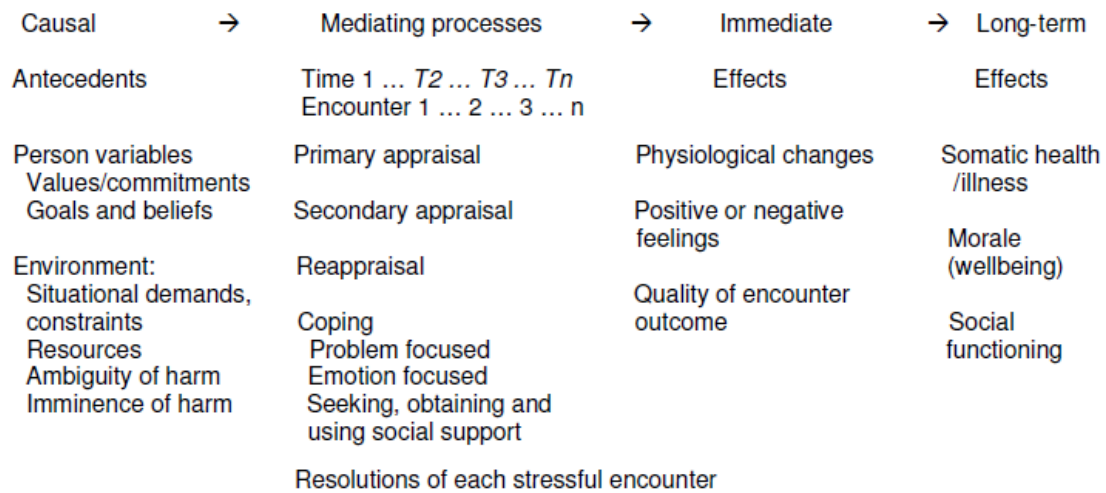 Causal → Mediating processes → Immediate → Long-term
Antecedents Time 1 … T2 … T3 … Tn Effects Effects
Encounter 1 … 2 … 3 … n
Person variables Primary appraisal Physiological changes Somatic health
Values/commitments /illness
Goals and beliefs Secondary appraisal Positive or negative
feelings Morale
Environment: Reappraisal (wellbeing)
Situational demands, Quality of encounter
constraints Coping outcome Social
Resources Problem focused functioning
Ambiguity of harm Emotion focused
Imminence of harm Seeking, obtaining and
using social support
Resolutions of each stressful encounter